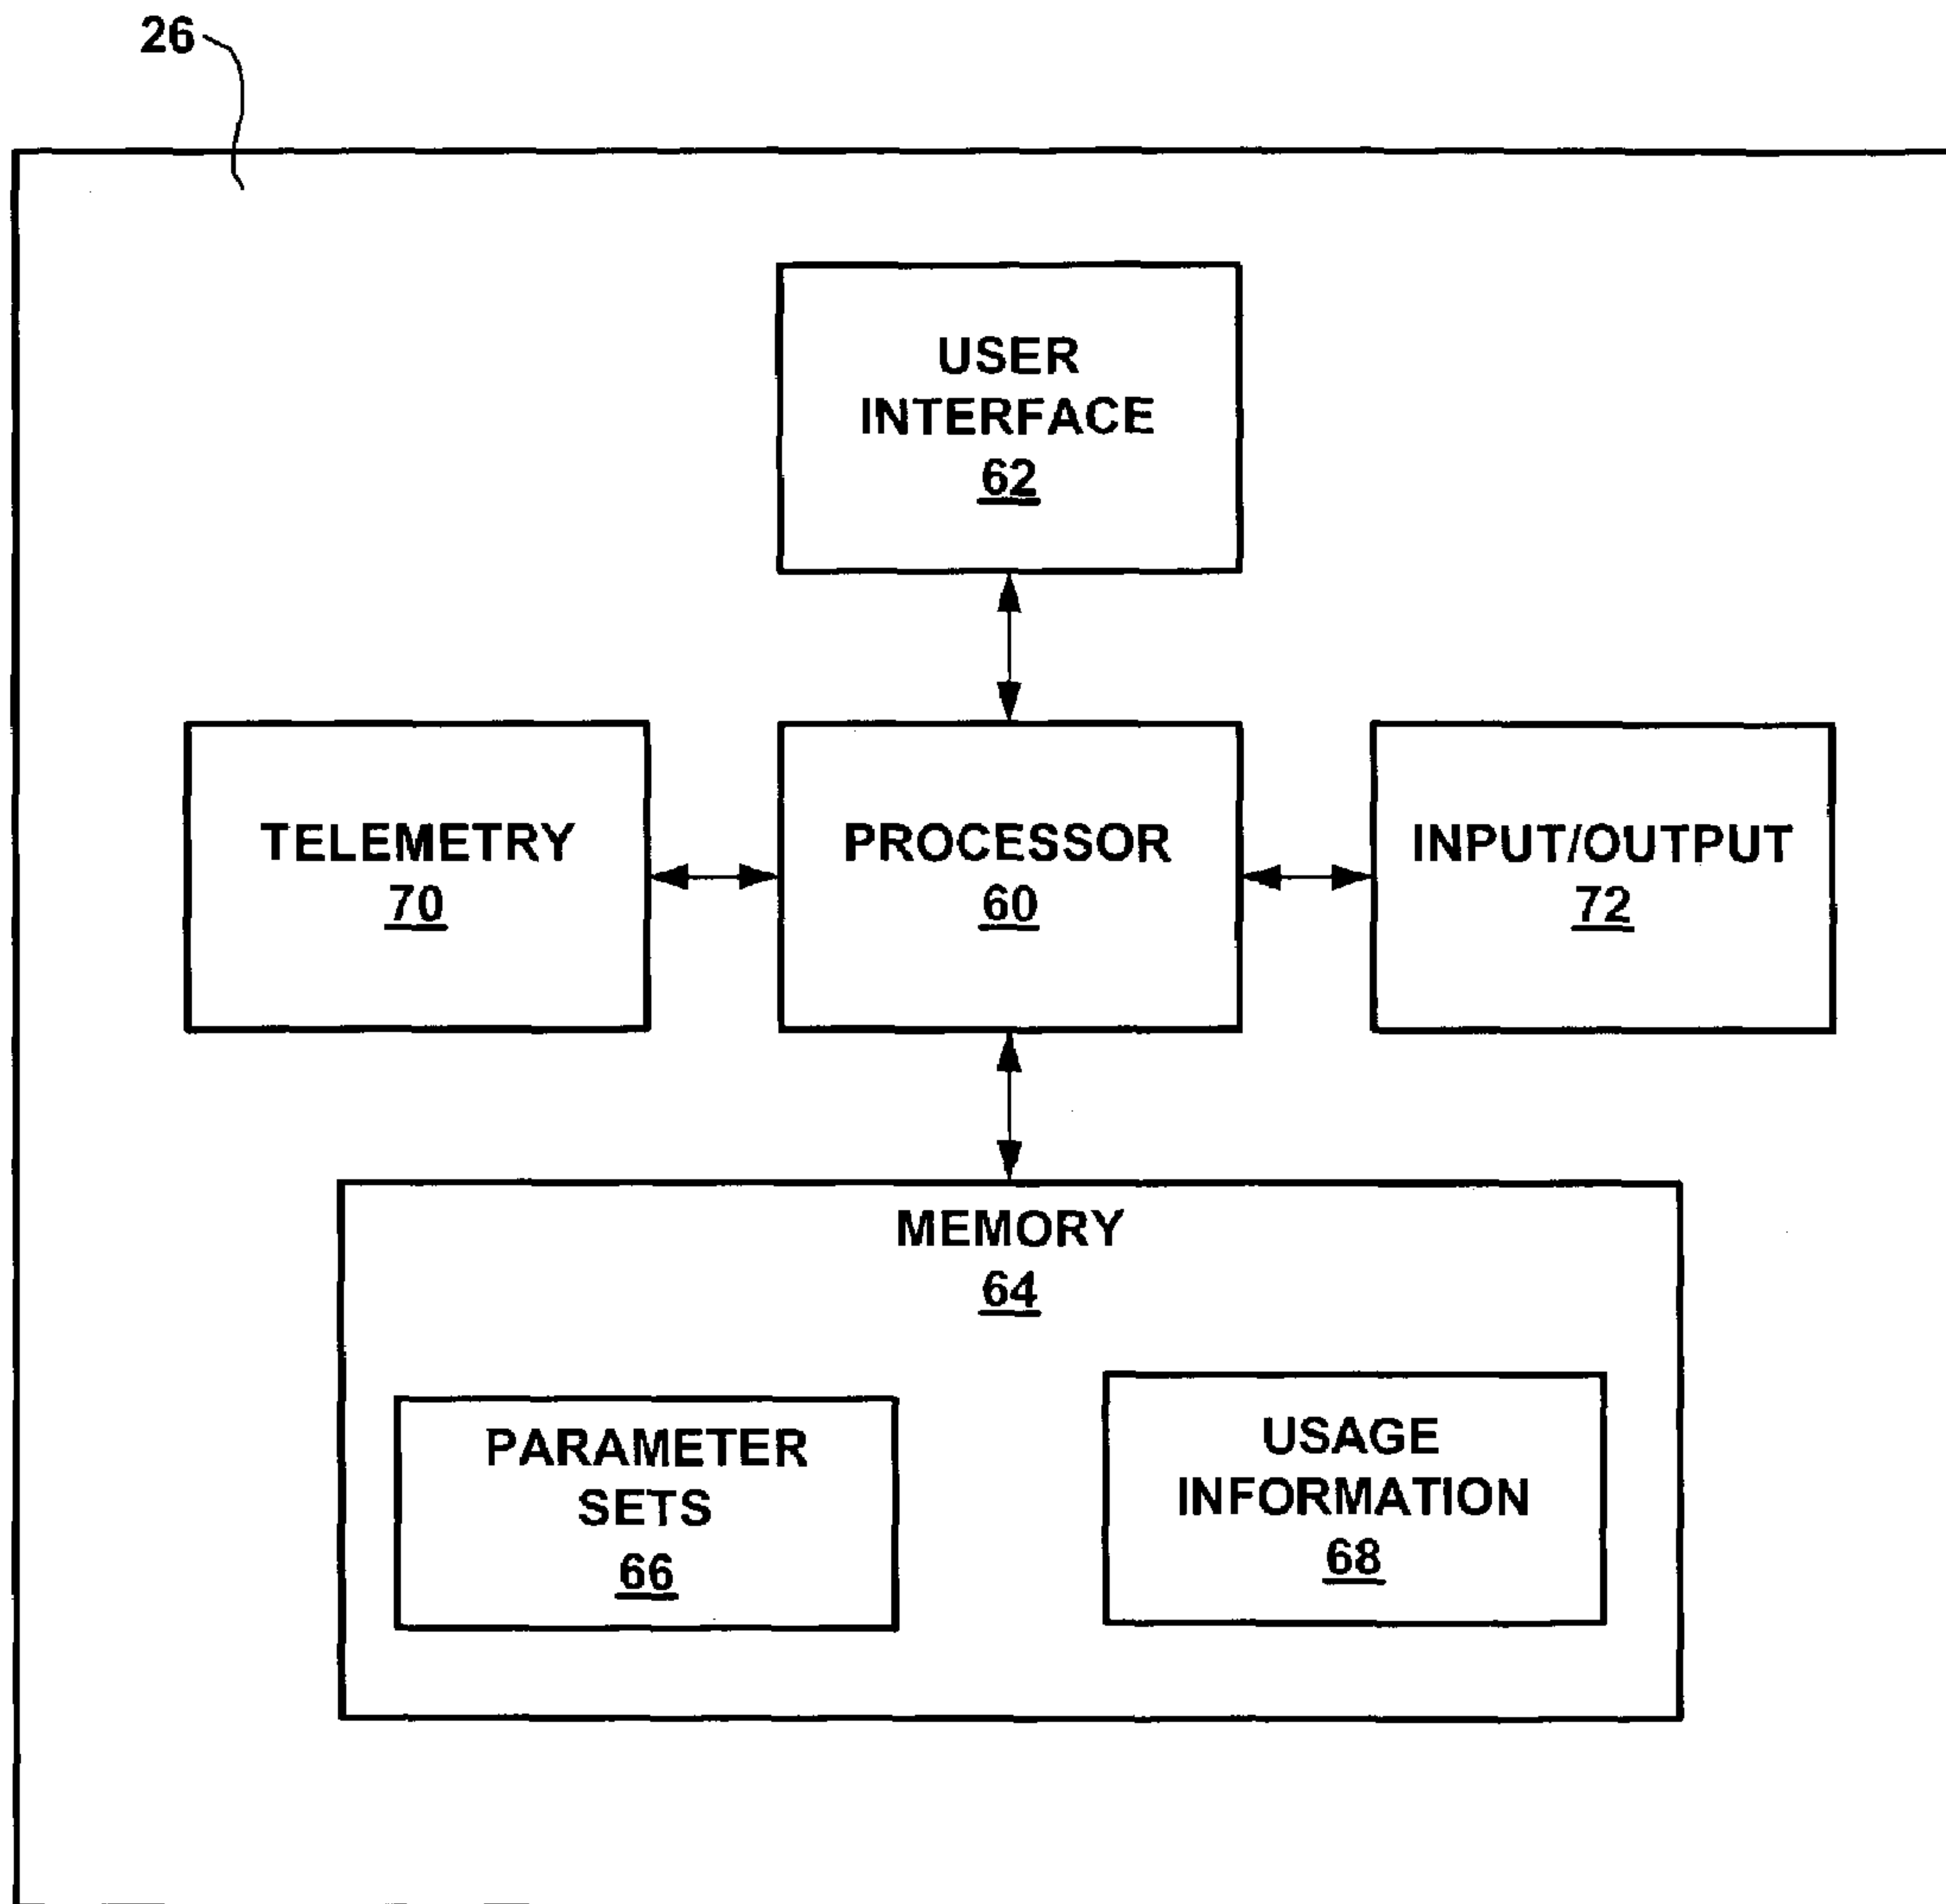 26
USER
INTERFACE
62
TELEMETRY
70
PROCESSOR
60
INPUT/OUTPUT
72
MEMORY
64
PARAMETER
SETS
66
USAGE
INFORMATION
68